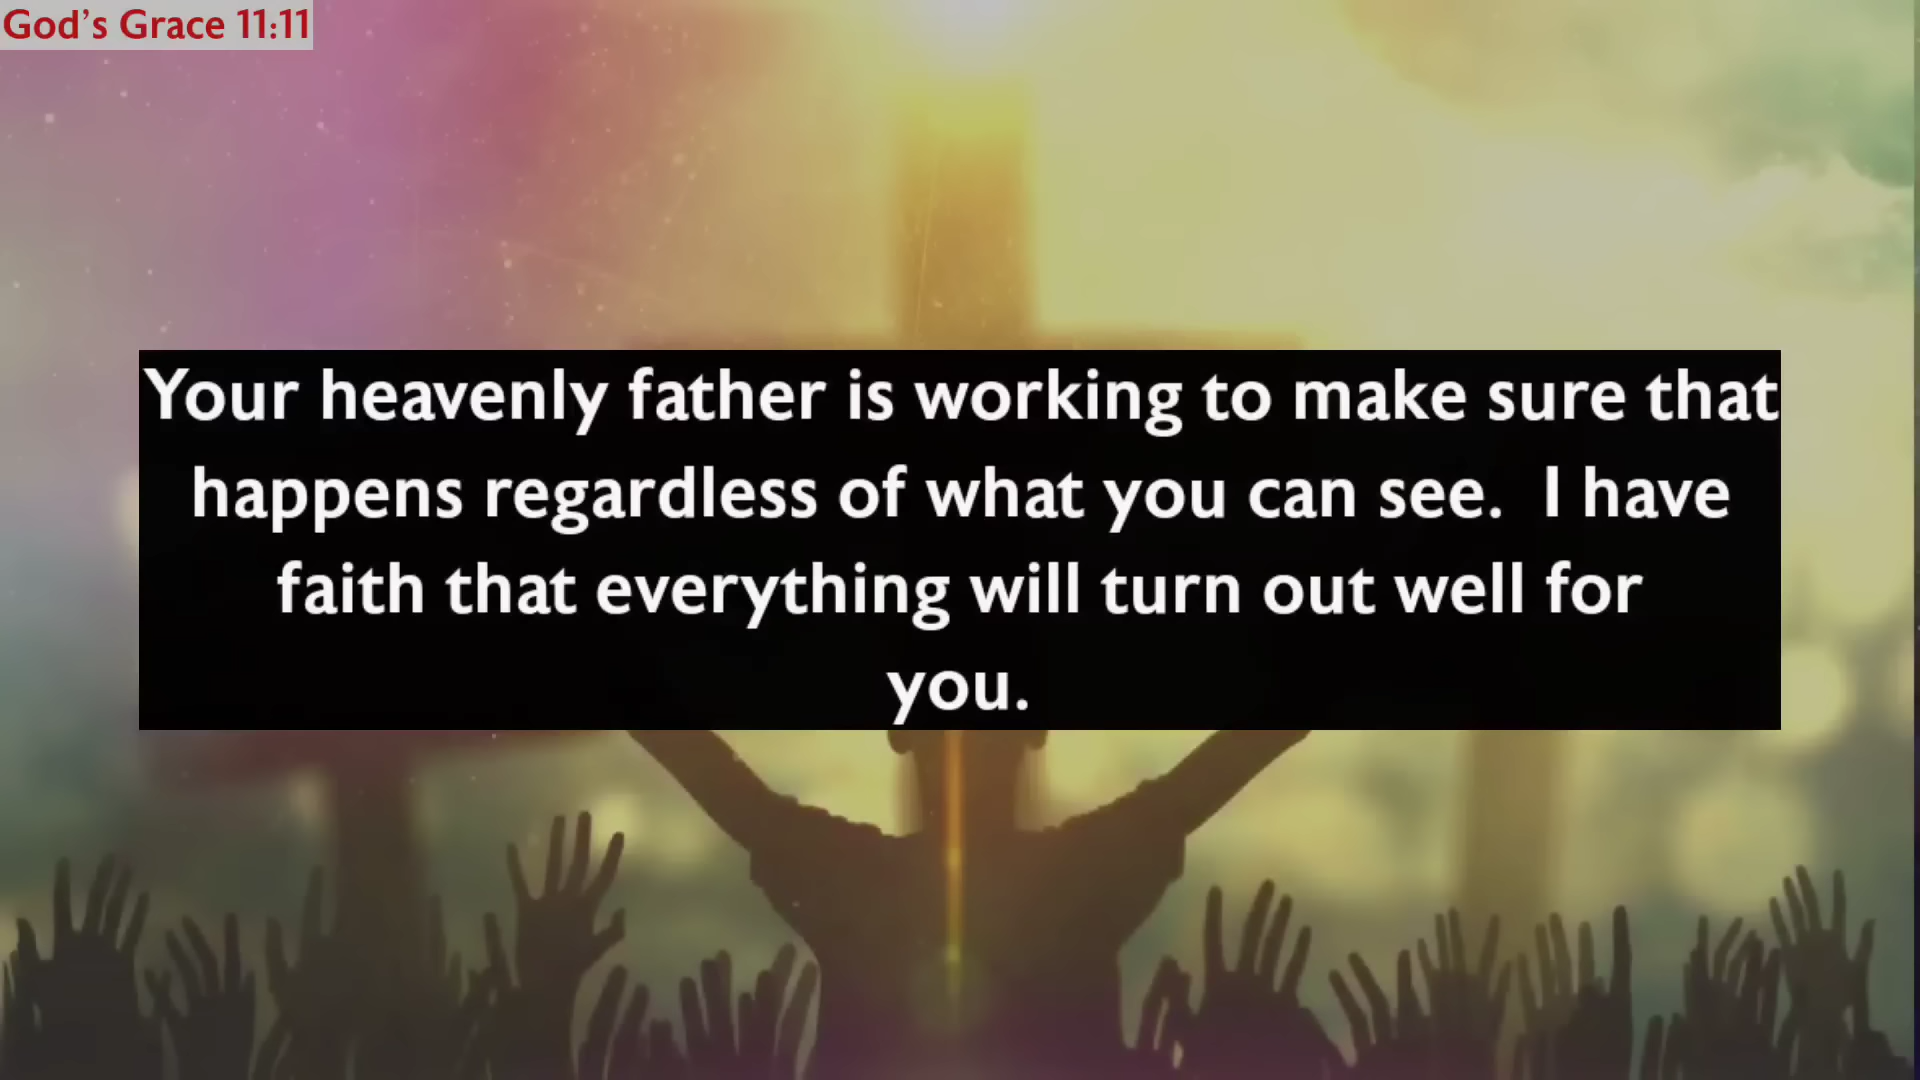 God's Grace 11:11
Your heavenly father is working to make sure that
happens regardless of what you can see.  I have
faith that everything will turn out well for
you.